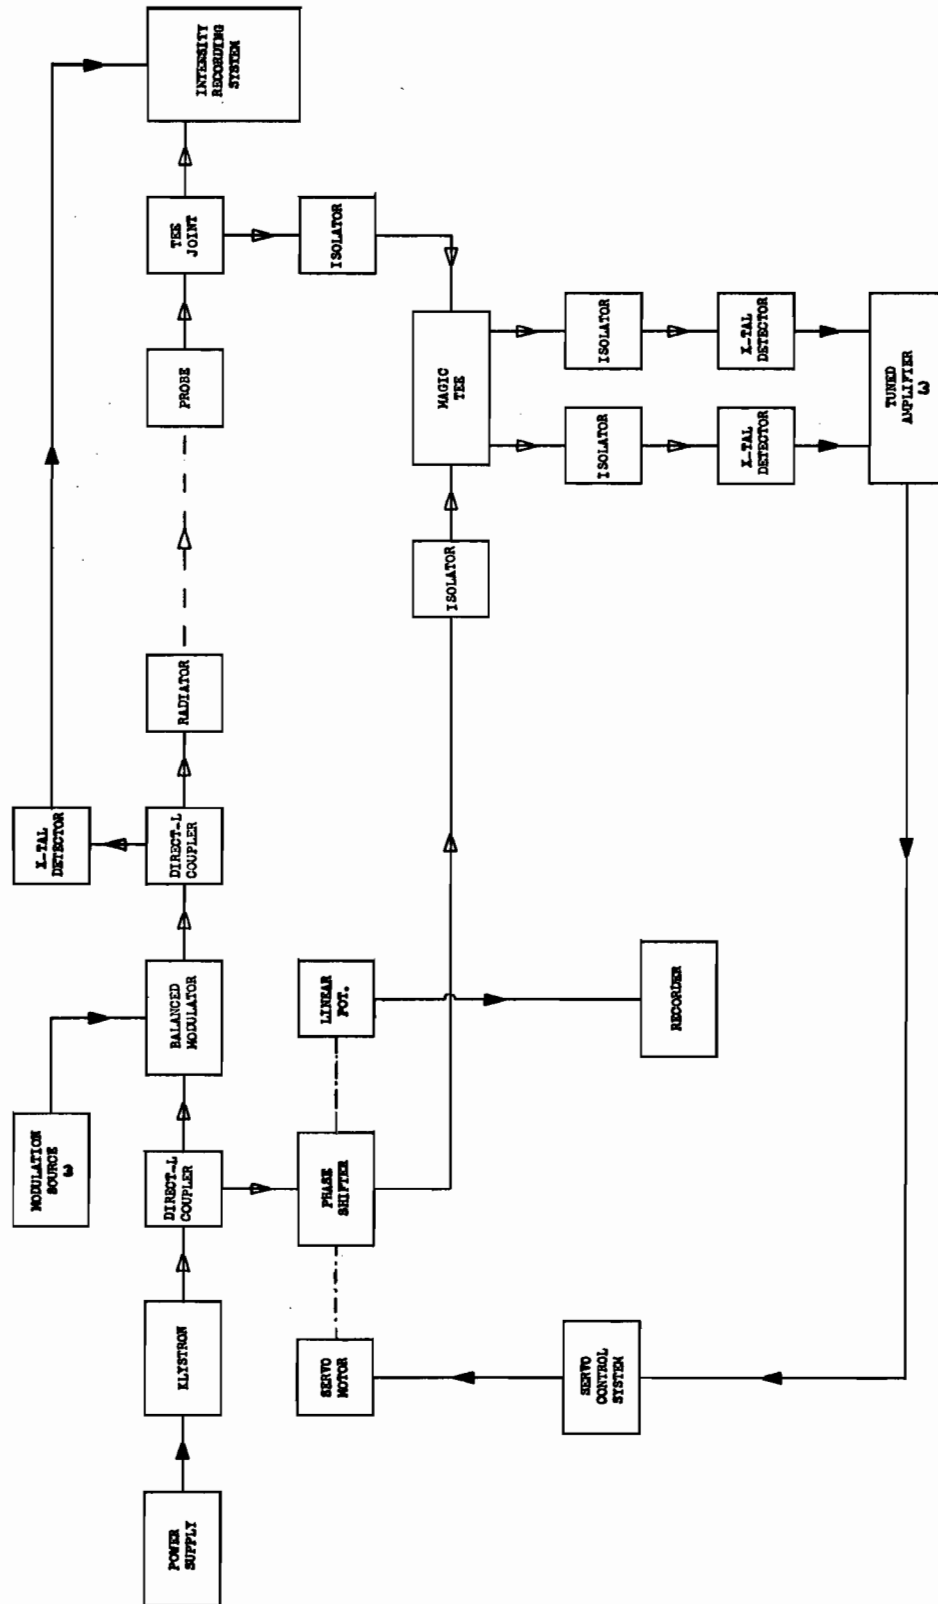 POWER
SUPPLY
KLYSTRON
DIRECT-L
COUPLER
BALANCED
MODULATOR
DIRECT-L
COUPLER
RADIATOR
PROBE
TEE
JOINT
INTENSITY
RECORDING
SYSTEM
MODULATION
SOURCE
ω
X-TAL
DETECTOR
SERVO
MOTOR
PHASE
SHIFTER
LINEAR
POT.
ISOLATOR
ISOLATOR
MAGIC
TEE
SERVO
CONTROL
SYSTEM
RECORDER
ISOLATOR
ISOLATOR
X-TAL
DETECTOR
X-TAL
DETECTOR
TUNED
AMPLIFIER
ω